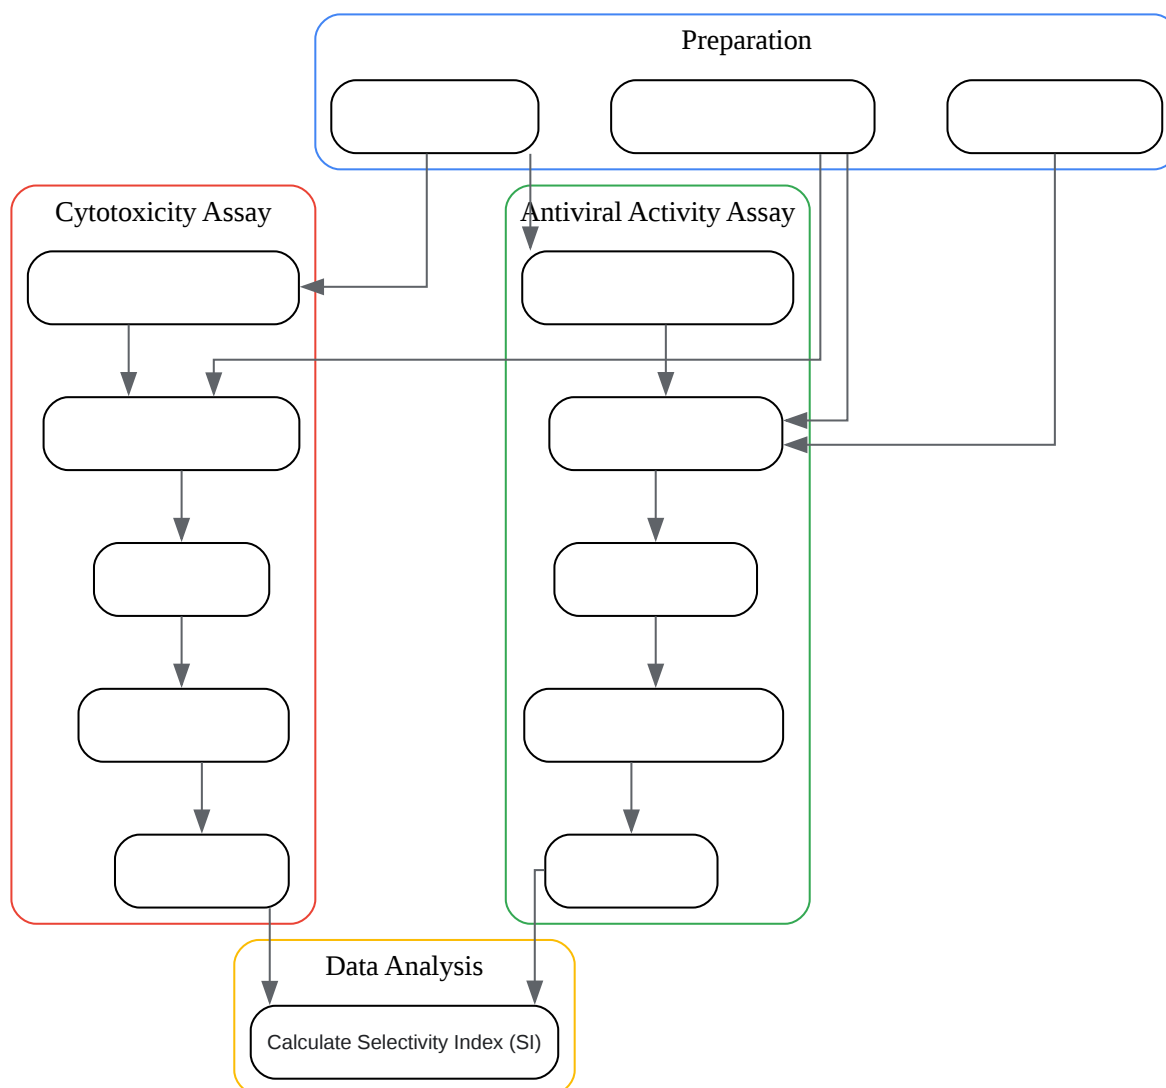 Preparation
Cytotoxicity Assay
Antiviral Activity Assay
Data Analysis
Calculate Selectivity Index (SI)